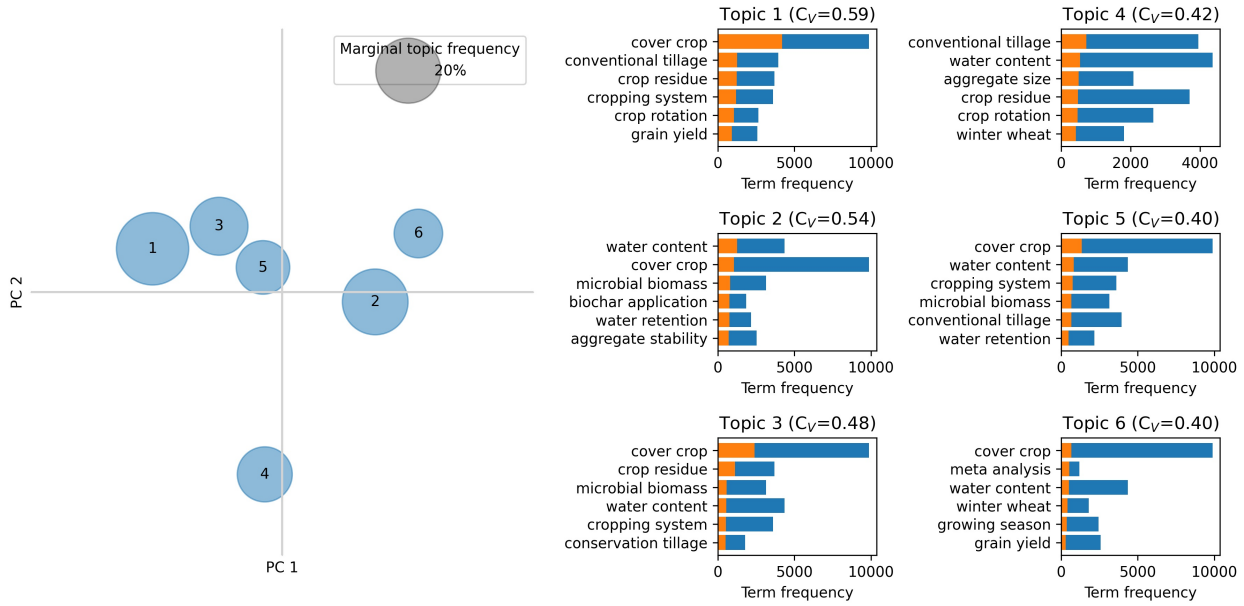 Marginal topic frequency
20%
1
3
5
6
2
4
PC 2
PC 1
Topic 1 (C_V=0.59)
cover crop
conventional tillage
crop residue
cropping system
crop rotation
grain yield
0 5000 10000
Term frequency
Topic 4 (C_V=0.42)
conventional tillage
water content
aggregate size
crop residue
crop rotation
winter wheat
0 2000 4000
Term frequency
Topic 2 (C_V=0.54)
water content
cover crop
microbial biomass
biochar application
water retention
aggregate stability
0 5000 10000
Term frequency
Topic 5 (C_V=0.40)
cover crop
water content
cropping system
microbial biomass
conventional tillage
water retention
0 5000 10000
Term frequency
Topic 3 (C_V=0.48)
cover crop
crop residue
microbial biomass
water content
cropping system
conservation tillage
0 5000 10000
Term frequency
Topic 6 (C_V=0.40)
cover crop
meta analysis
water content
winter wheat
growing season
grain yield
0 5000 10000
Term frequency